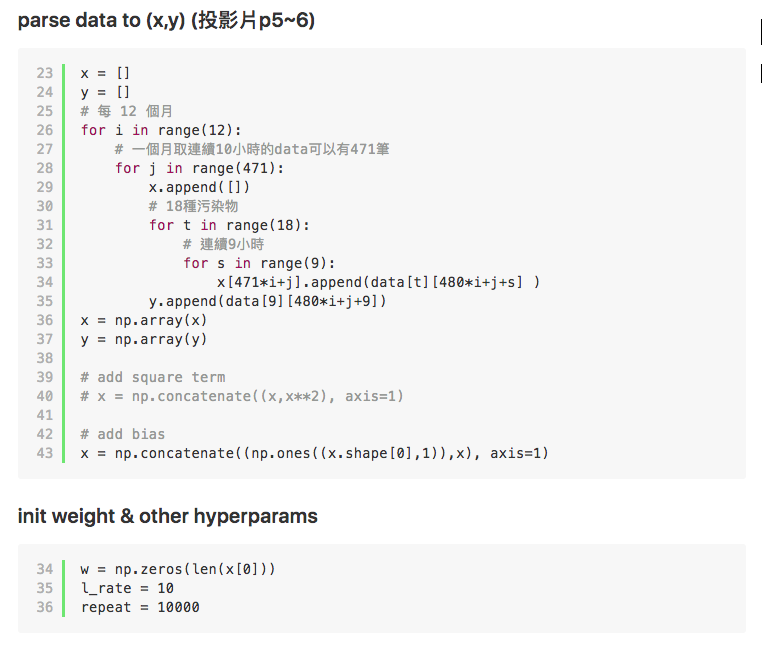 parse data to (x,y) (投影片p5~6)
23 x = []
24 y = []
25 # 每 12 個月
26 for i in range(12):
27     # 一個月取連續10小時的data可以有471筆
28     for j in range(471):
29         x.append([])
30         # 18種污染物
31         for t in range(18):
32             # 連續9小時
33             for s in range(9):
34                 x[471*i+j].append(data[t][480*i+j+s] )
35         y.append(data[9][480*i+j+9])
36 x = np.array(x)
37 y = np.array(y)
38
39 # add square term
40 # x = np.concatenate((x,x**2), axis=1)
41
42 # add bias
43 x = np.concatenate((np.ones((x.shape[0],1)),x), axis=1)
init weight & other hyperparams
34 w = np.zeros(len(x[0]))
35 l_rate = 10
36 repeat = 10000